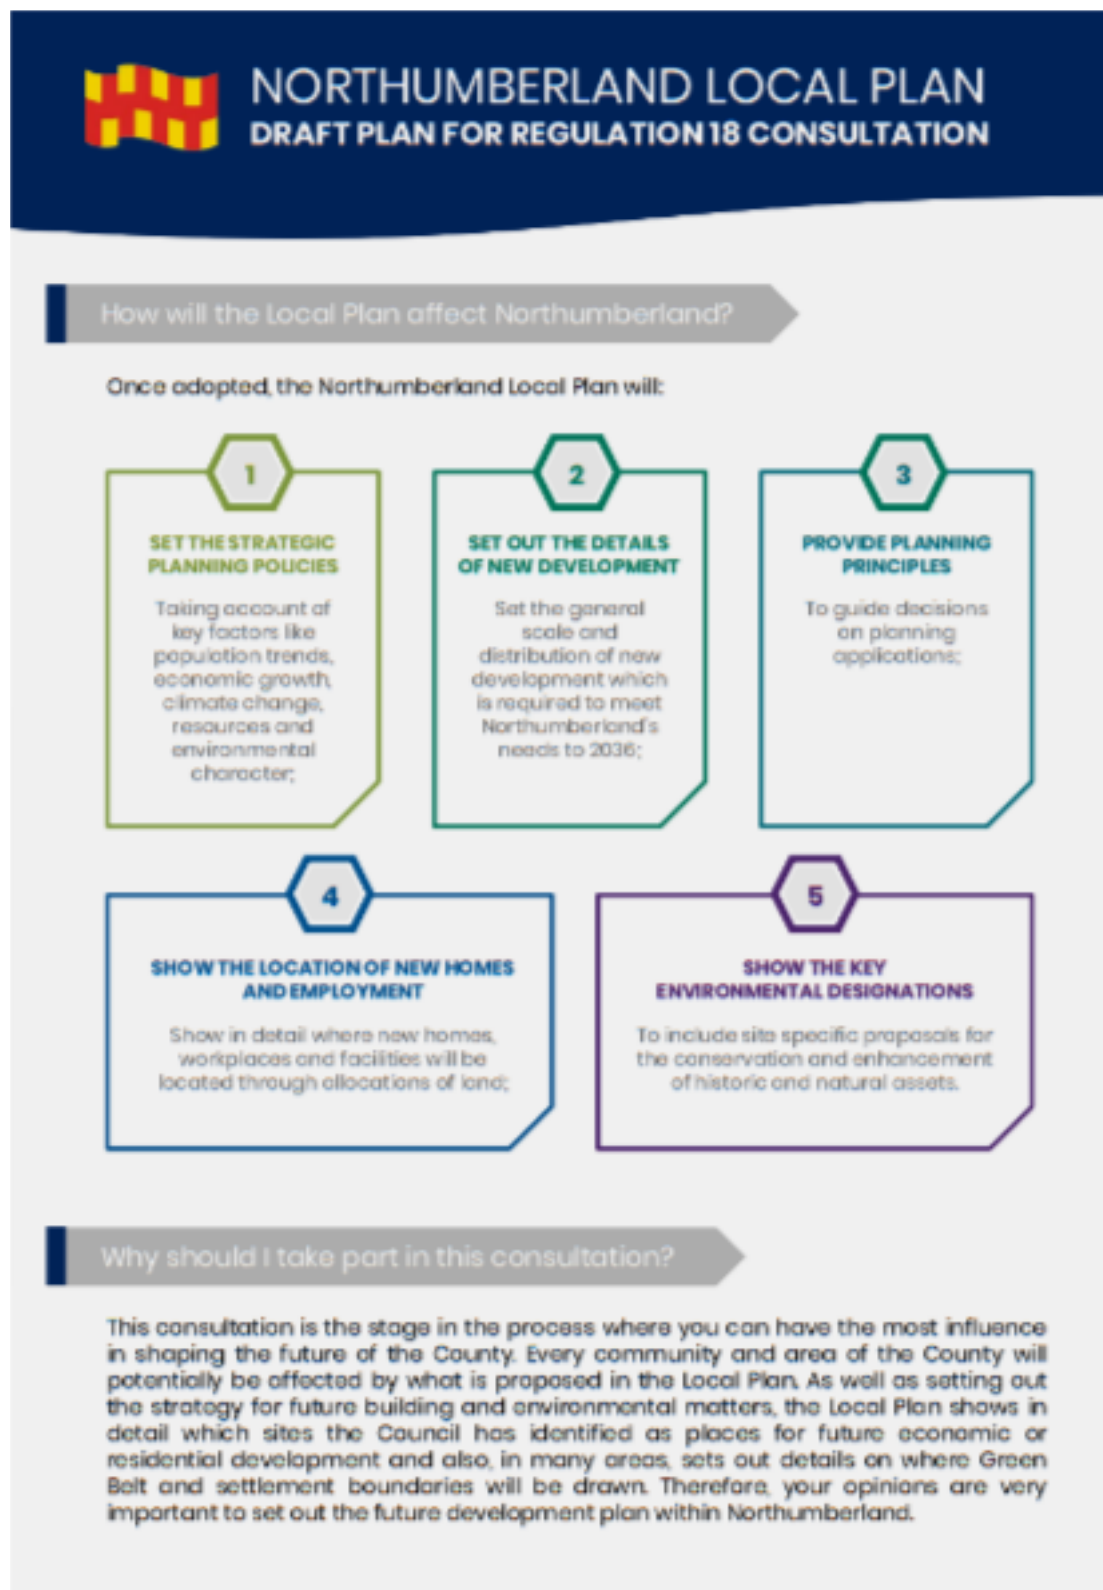 NORTHUMBERLAND LOCAL PLAN
DRAFT PLAN FOR REGULATION 18 CONSULTATION
How will the Local Plan affect Northumberland?
Once adopted, the Northumberland Local Plan will:
1
SET THE STRATEGIC
PLANNING POLICIES
Taking account of
key factors like
population trends,
economic growth,
climate change,
resources and
environmental
character;
2
SET OUT THE DETAILS
OF NEW DEVELOPMENT
Set the general
scale and
distribution of new
development which
is required to meet
Northumberland's
needs to 2036;
3
PROVIDE PLANNING
PRINCIPLES
To guide decisions
on planning
applications;
4
SHOW THE LOCATION OF NEW HOMES
AND EMPLOYMENT
Show in detail where new homes,
workplaces and facilities will be
located through allocations of land;
5
SHOW THE KEY
ENVIRONMENTAL DESIGNATIONS
To include site specific proposals for
the conservation and enhancement
of historic and natural assets.
Why should I take part in this consultation?
This consultation is the stage in the process where you can have the most influence
in shaping the future of the County. Every community and area of the County will
potentially be affected by what is proposed in the Local Plan. As well as setting out
the strategy for future building and environmental matters, the Local Plan shows in
detail which sites the Council has identified as places for future economic or
residential development and also, in many areas, sets out details on where Green
Belt and settlement boundaries will be drawn. Therefore, your opinions are very
important to set out the future development plan within Northumberland.